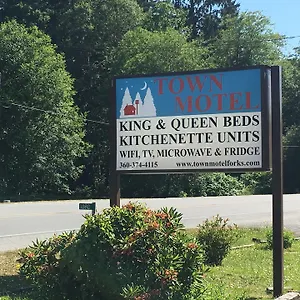 TOWN
MOTEL
KING & QUEEN BEDS
KITCHENETTE UNITS
WIFI, TV, MICROWAVE & FRIDGE
360-374-4115 www.townmotelforks.com